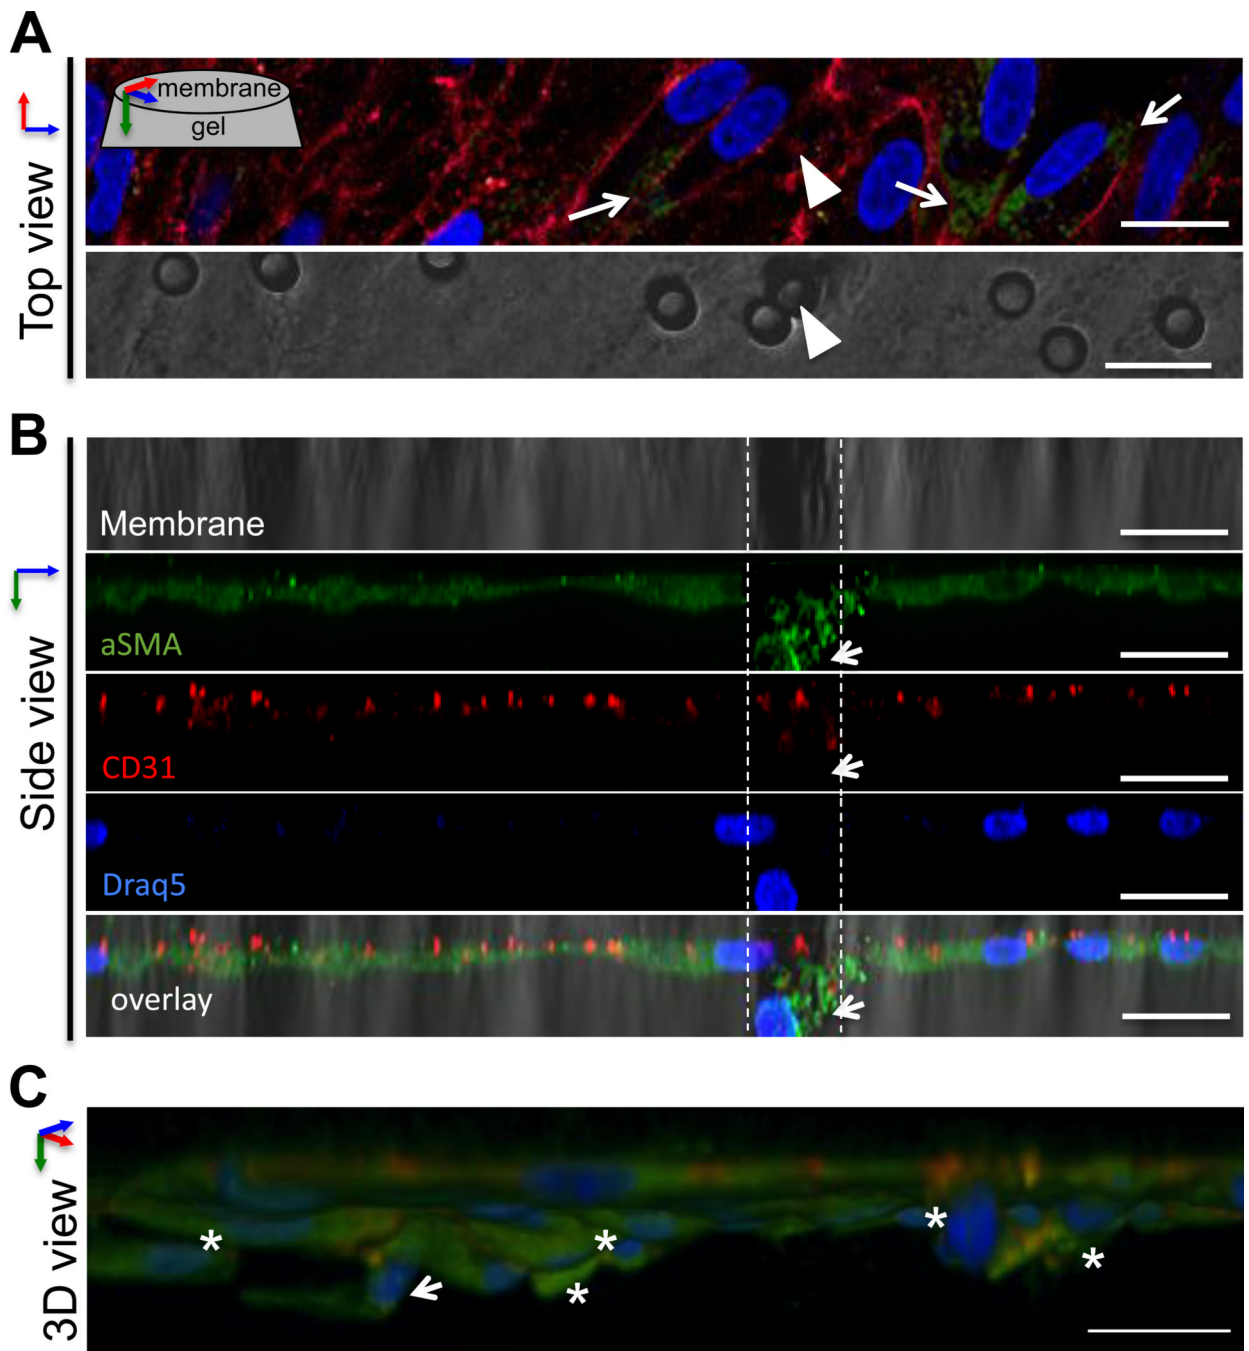 A
Top view
membrane
gel
B
Side view
Membrane
aSMA
CD31
Draq5
overlay
C
3D view
* * *
* *